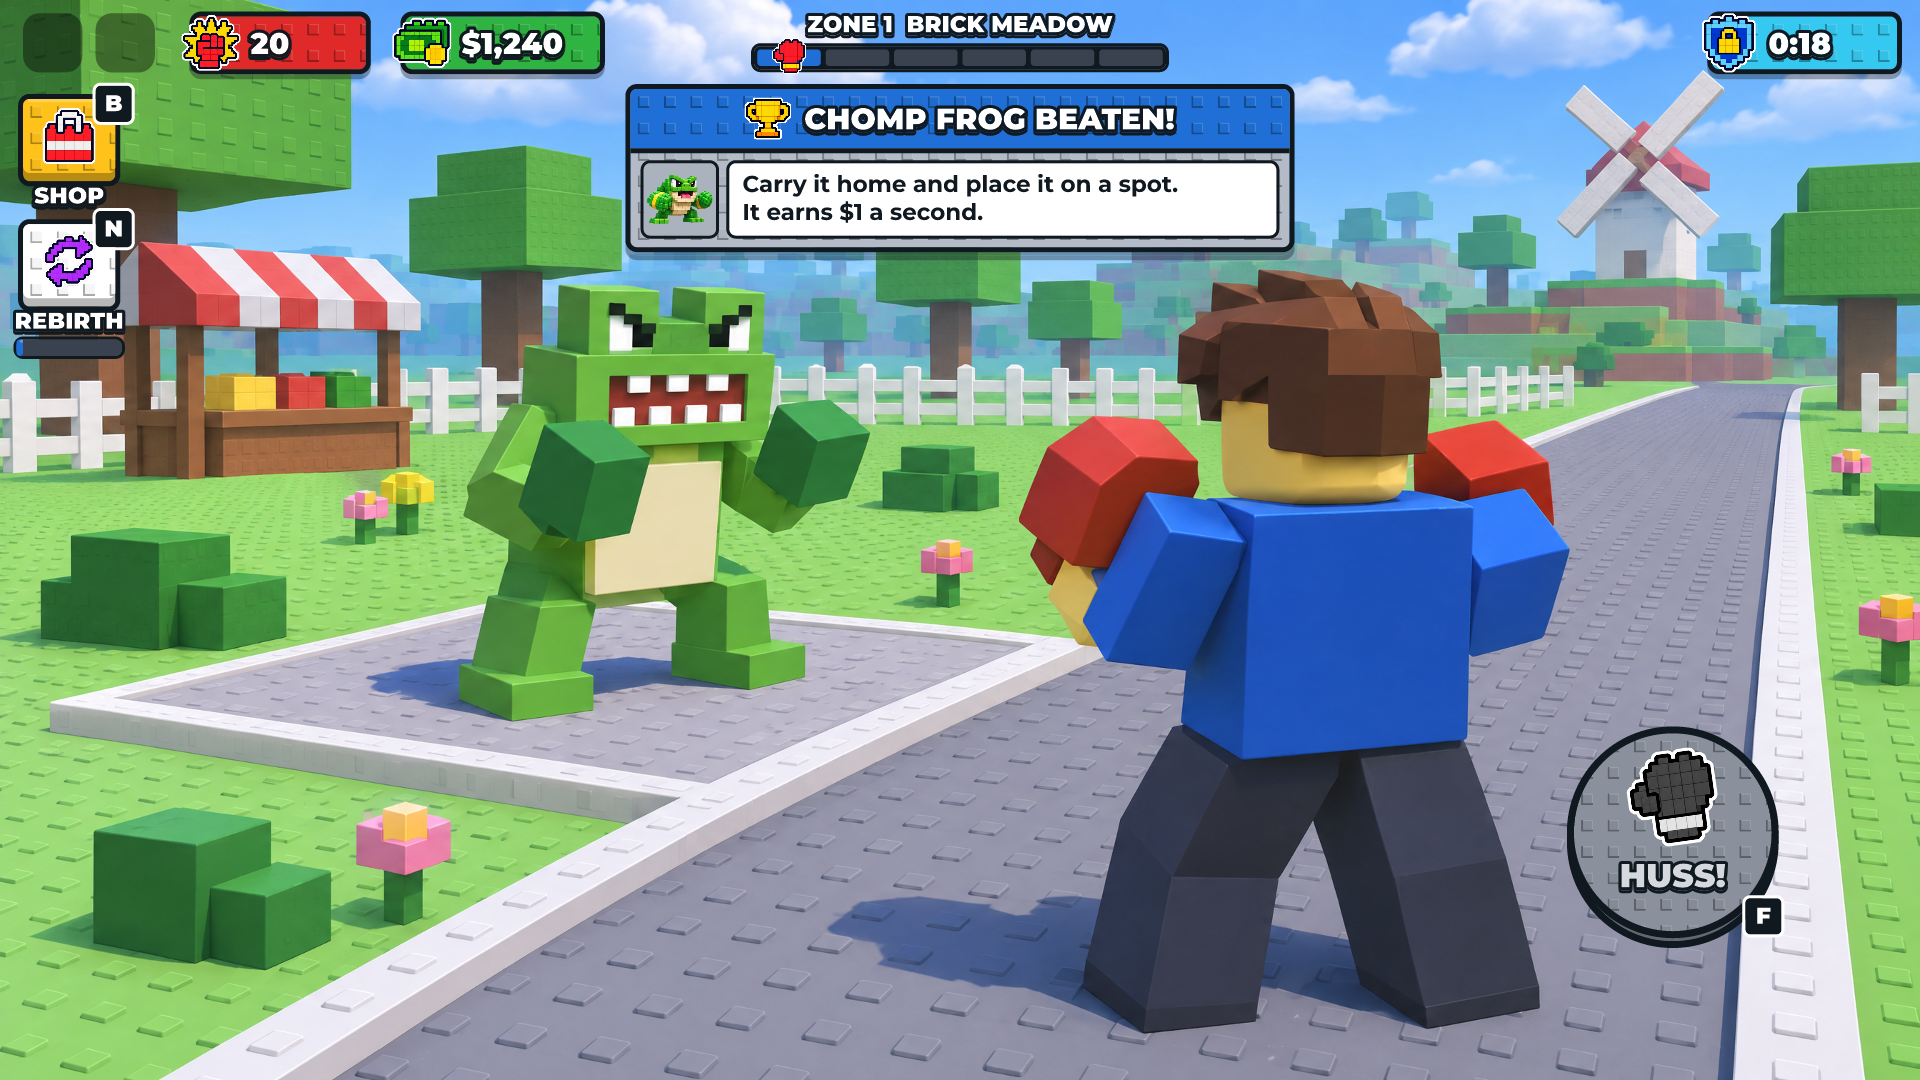 20
$1,240
ZONE 1 BRICK MEADOW
0:18
B
SHOP
N
REBIRTH
CHOMP FROG BEATEN!
Carry it home and place it on a spot.
It earns $1 a second.
HUSS!
F